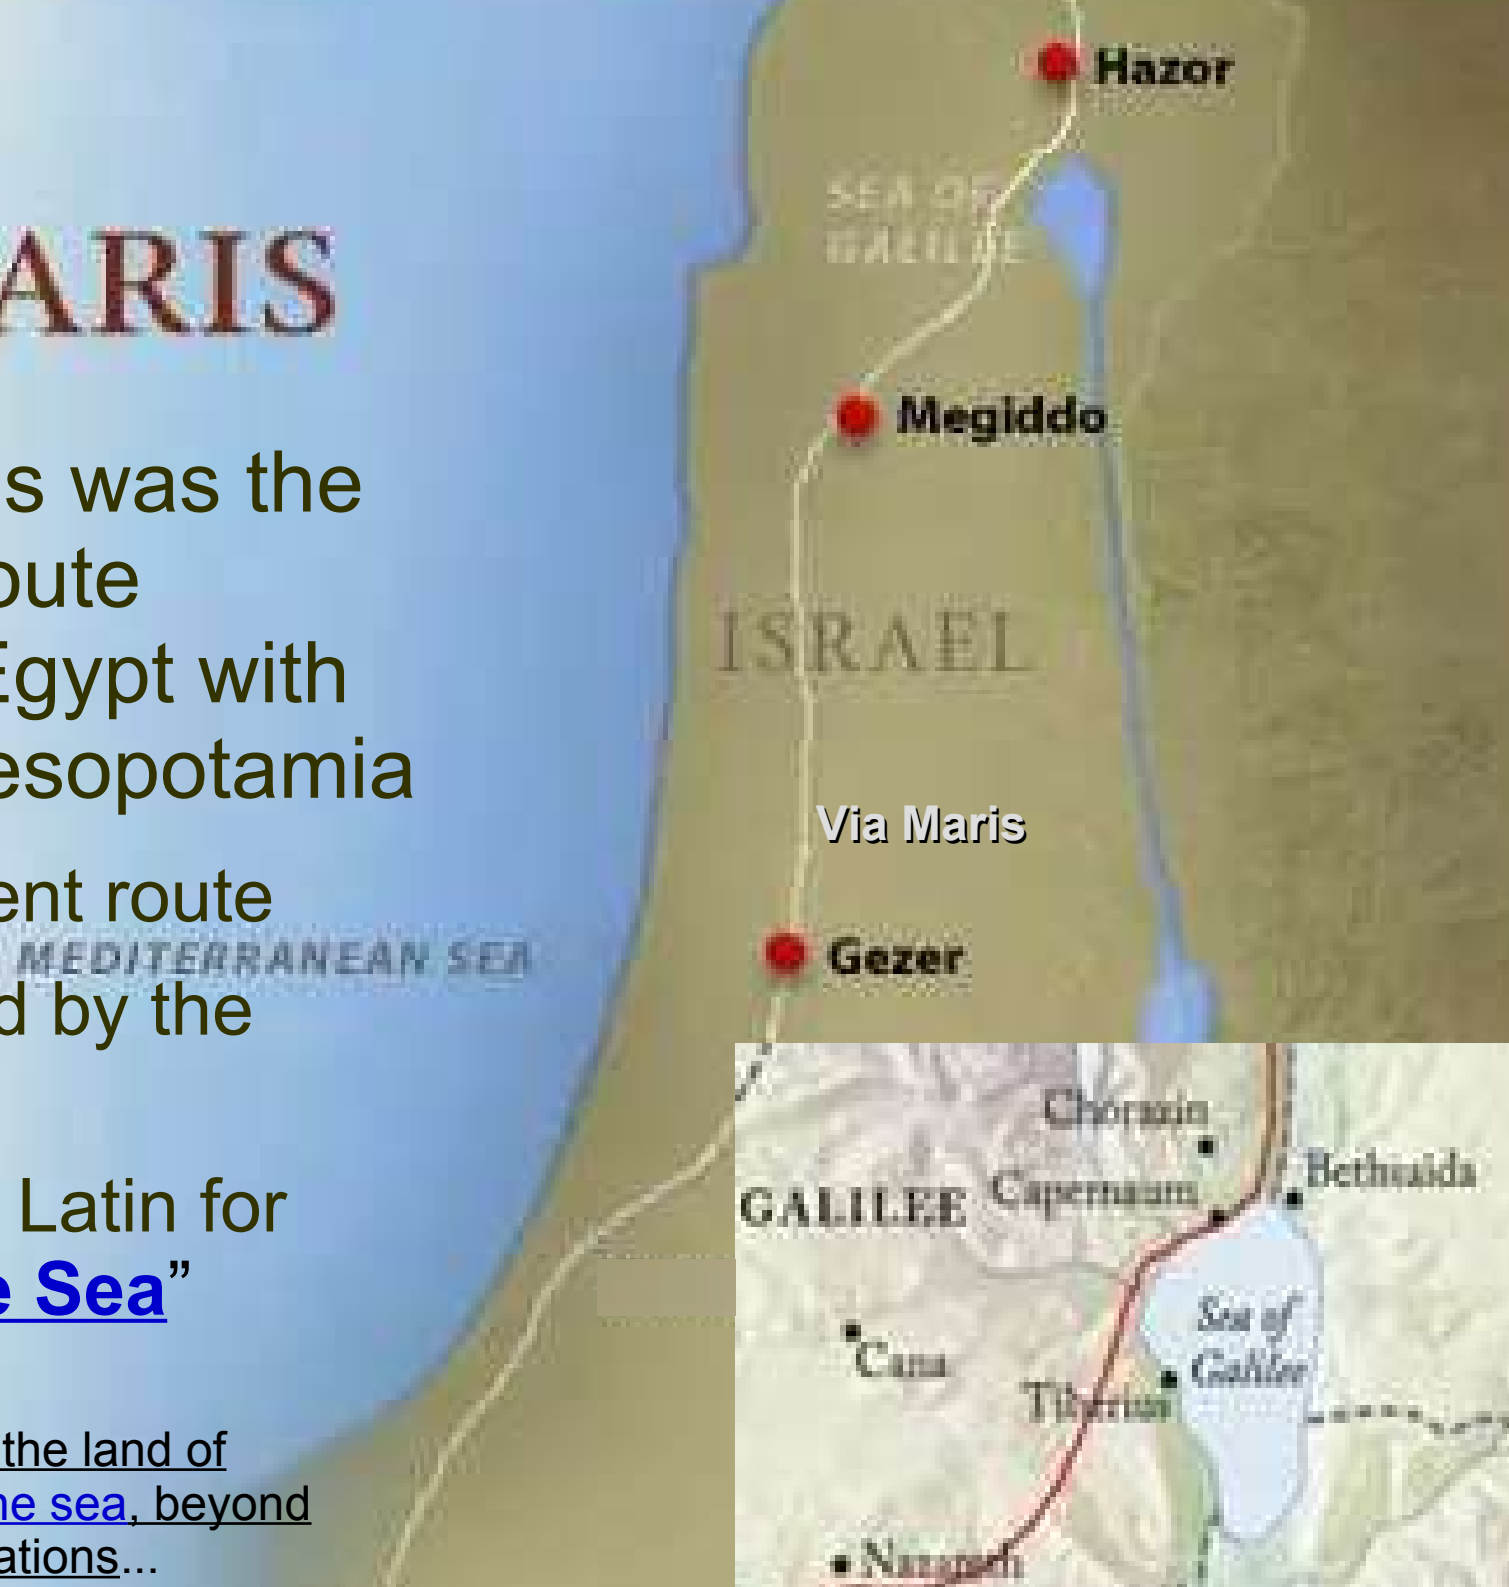 ARIS
s was the
oute
Egypt with
esopotamia
ent route
MEDITERRANEAN SEA
d by the
Latin for
e Sea”
the land of
he sea, beyond
ations...
Hazor
SEA OF
GALILEE
Megiddo
ISRAEL
Via Maris
Gezer
Chorazin
Bethsaida
GALILEE Capernaum
Sea of
Galilee
Cana
Tiberius
Nazareth